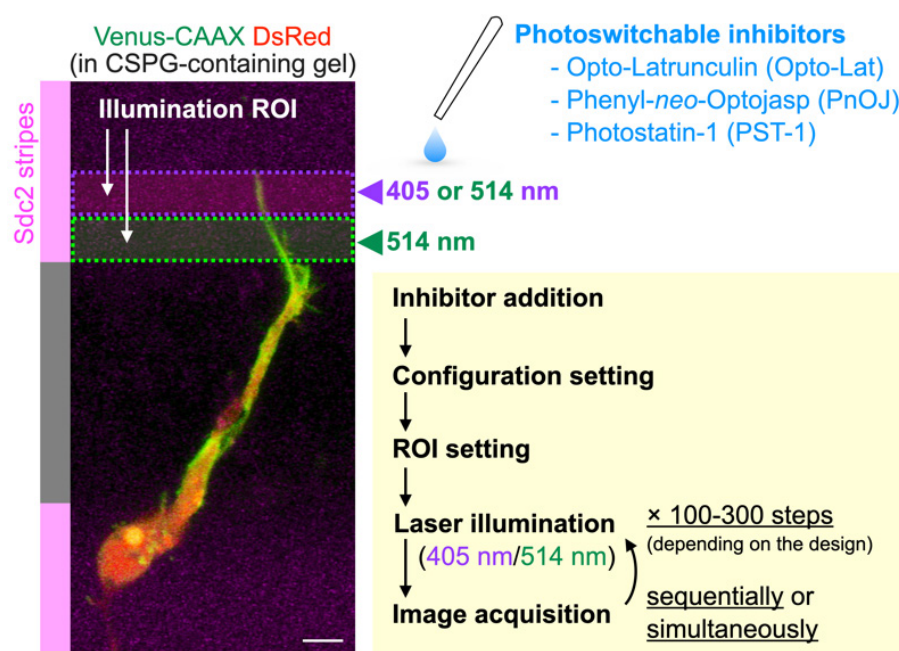 Venus-CAAX DsRed
(in CSPG-containing gel)
Illumination ROI
Sdc2 stripes
Photoswitchable inhibitors
- Opto-Latrunculin (Opto-Lat)
- Phenyl-neo-Optojasp (PnOJ)
- Photostatin-1 (PST-1)
405 or 514 nm
514 nm
Inhibitor addition
Configuration setting
ROI setting
Laser illumination
(405 nm/514 nm)
Image acquisition
× 100-300 steps
(depending on the design)
sequentially or
simultaneously